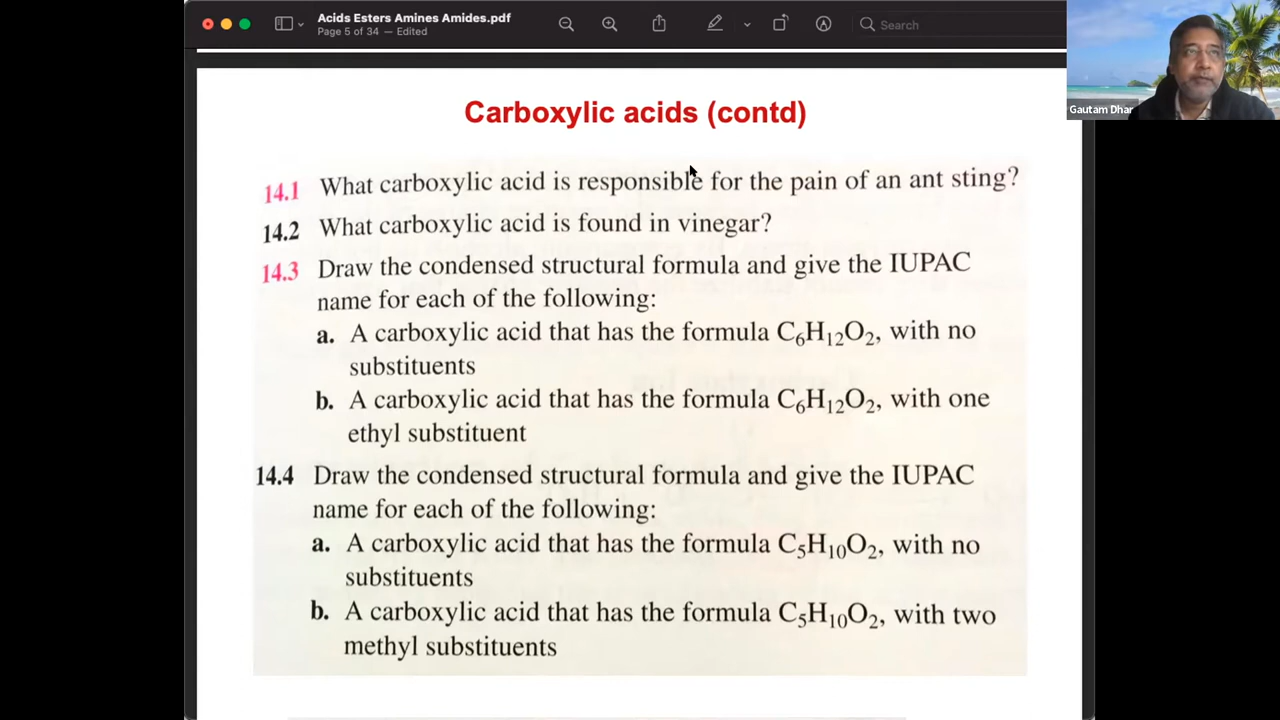 Acids Esters Amines Amides.pdf
Page 5 of 34 — Edited
Search
Gautam Dhar
Carboxylic acids (contd)
14.1 What carboxylic acid is responsible for the pain of an ant sting?
14.2 What carboxylic acid is found in vinegar?
14.3 Draw the condensed structural formula and give the IUPAC
name for each of the following:
a. A carboxylic acid that has the formula C₆H₁₂O₂, with no
substituents
b. A carboxylic acid that has the formula C₆H₁₂O₂, with one
ethyl substituent
14.4 Draw the condensed structural formula and give the IUPAC
name for each of the following:
a. A carboxylic acid that has the formula C₅H₁₀O₂, with no
substituents
b. A carboxylic acid that has the formula C₅H₁₀O₂, with two
methyl substituents